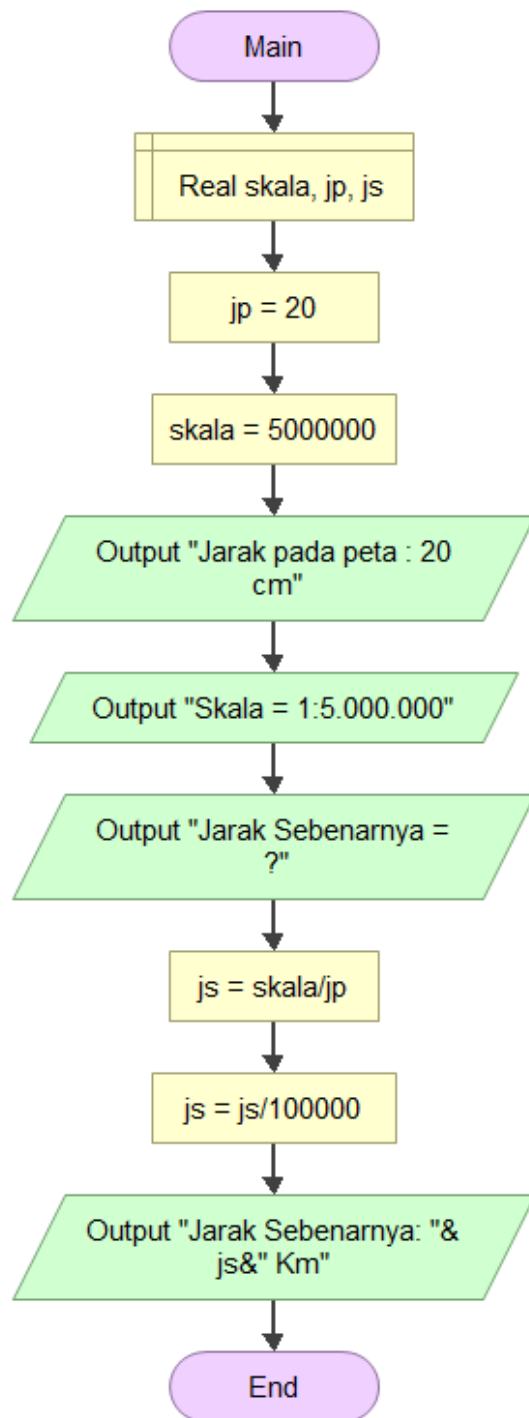 Main
Real skala, jp, js
jp = 20
skala = 5000000
Output "Jarak pada peta : 20
cm"
Output "Skala = 1:5.000.000"
Output "Jarak Sebenarnya =
?"
js = skala/jp
js = js/100000
Output "Jarak Sebenarnya: "&
js&" Km"
End